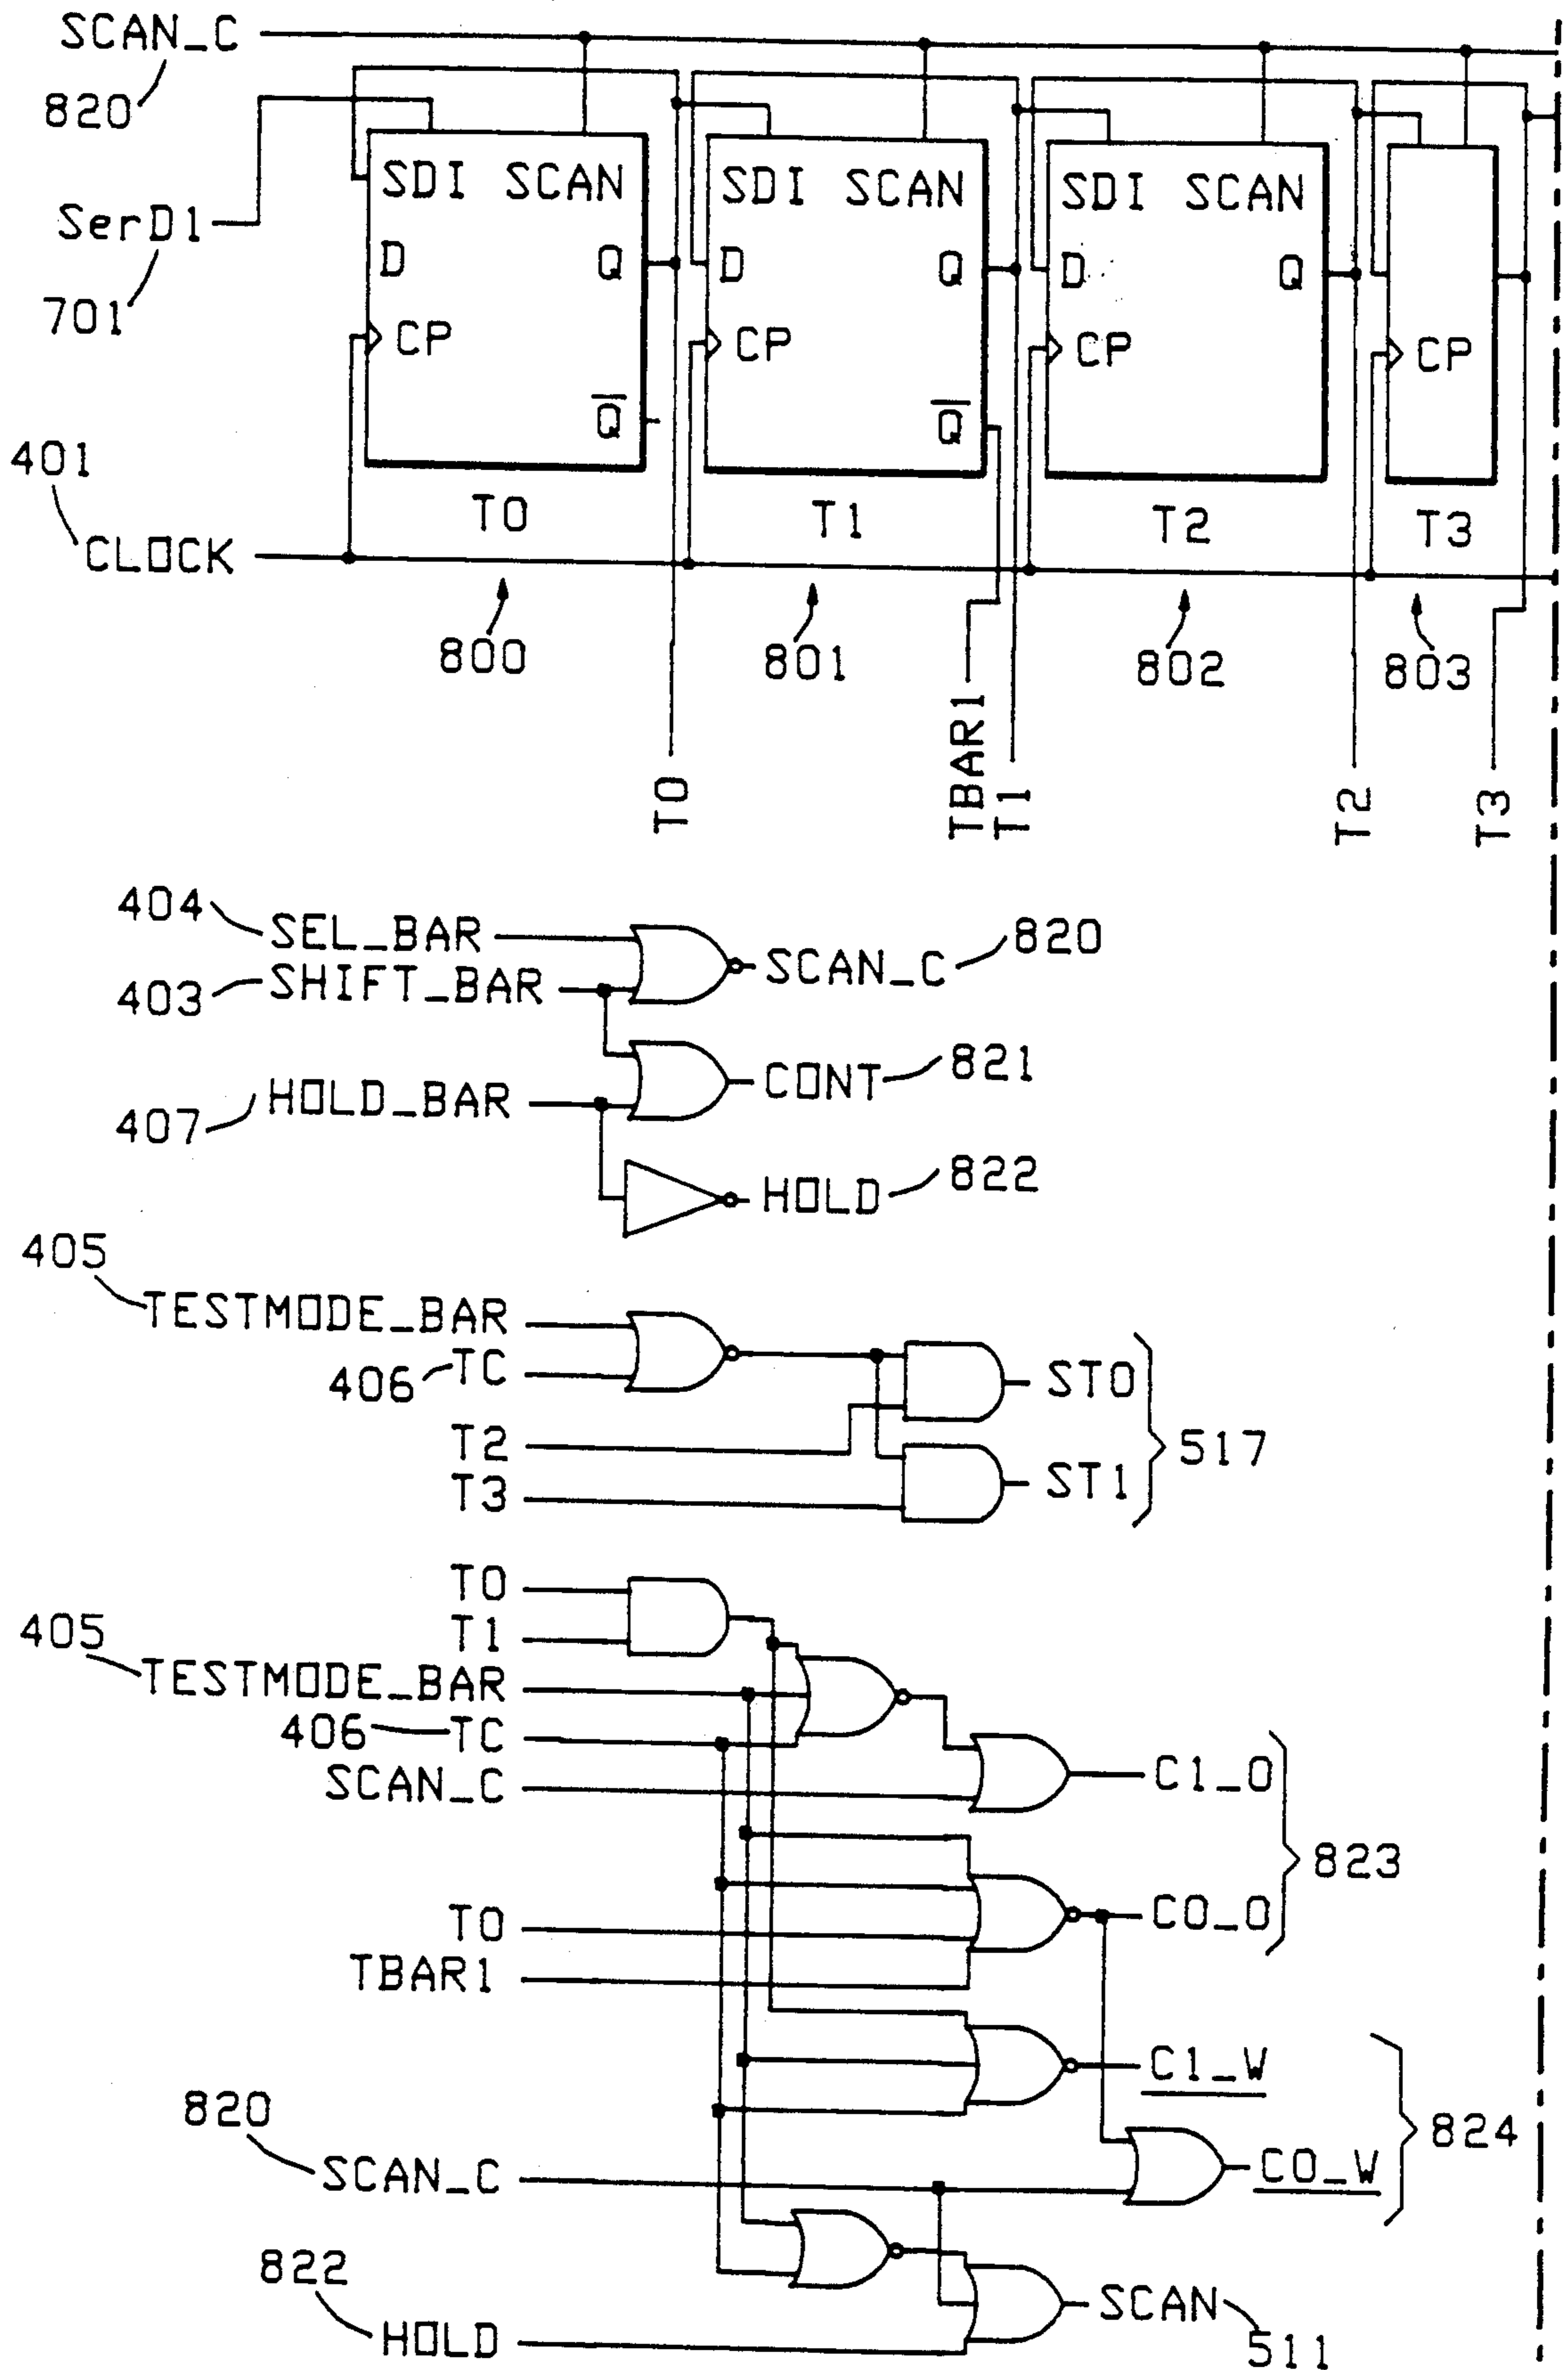 SCAN_C
820
SDI SCAN
SDI SCAN
SDI SCAN
SerD1
701
D Q
D Q
D Q
CP
CP
CP
CP
Q
Q
401
CLOCK
T0
T1
T2
T3
800
801
802
803
T0
TBAR1
T1
T2
T3
404
SEL_BAR
SCAN_C
820
403
SHIFT_BAR
CONT
821
HOLD_BAR
407
HOLD
822
405
TESTMODE_BAR
406
TC
ST0
T2
517
T3
ST1
T0
T1
405
TESTMODE_BAR
406
TC
SCAN_C
C1_O
823
T0
C0_O
TBAR1
C1_W
820
824
SCAN_C
C0_W
822
SCAN
HOLD
511